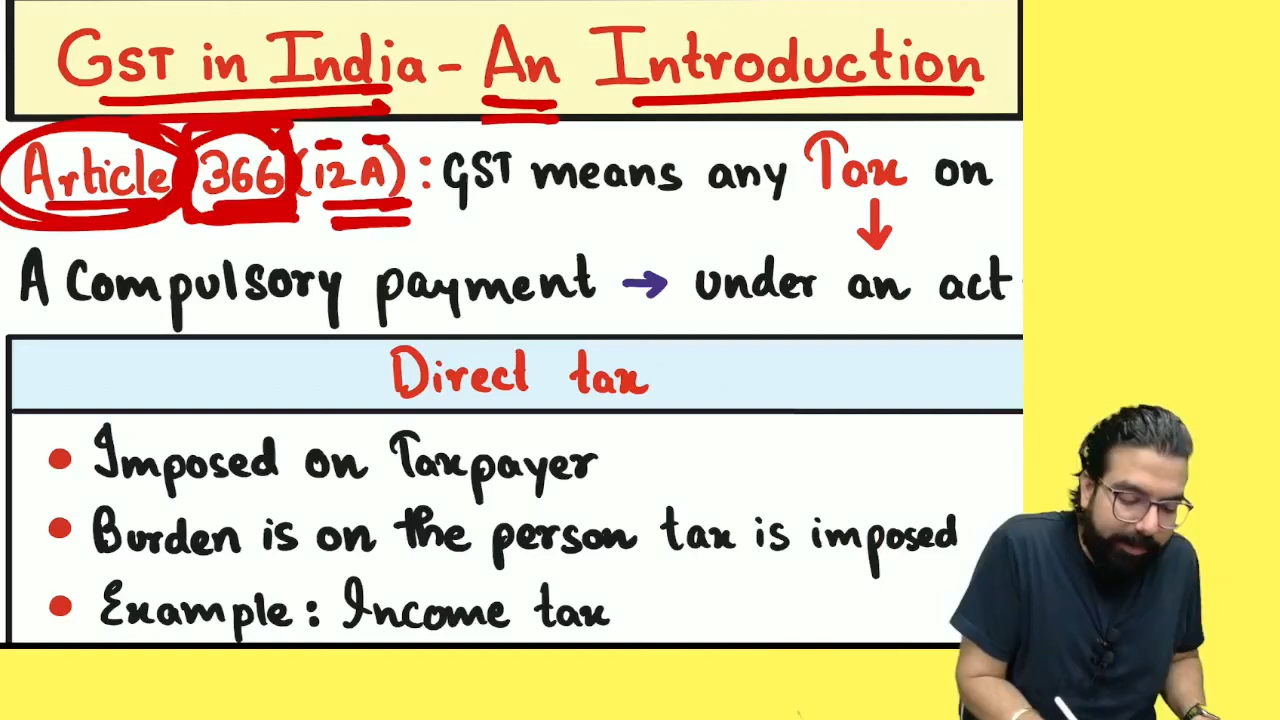 GST in India - An Introduction
Article 366 (12A) : GST means any Tax on
A Compulsory payment → under an act
Direct tax
• Imposed on Taxpayer
• Burden is on the person tax is imposed
• Example : Income tax